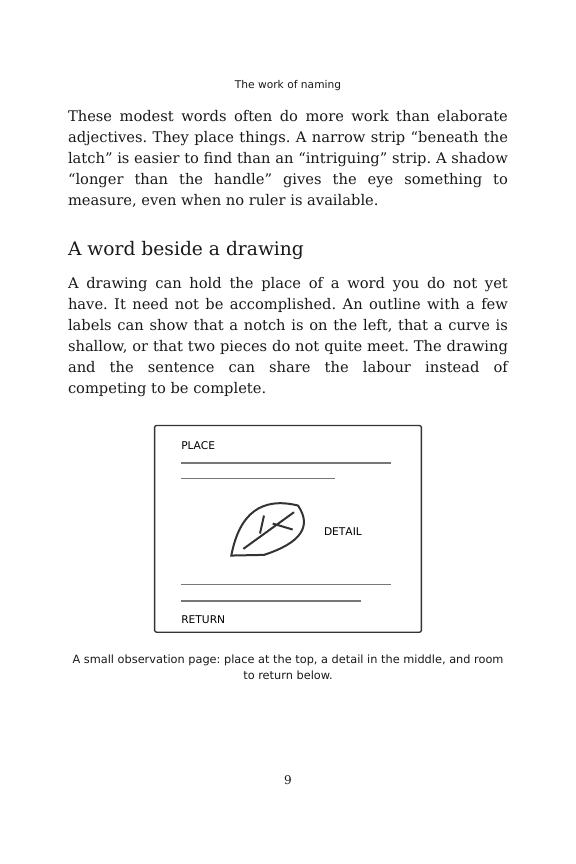 The work of naming
These modest words often do more work than elaborate
adjectives. They place things. A narrow strip “beneath the
latch” is easier to find than an “intriguing” strip. A shadow
“longer than the handle” gives the eye something to
measure, even when no ruler is available.
A word beside a drawing
A drawing can hold the place of a word you do not yet
have. It need not be accomplished. An outline with a few
labels can show that a notch is on the left, that a curve is
shallow, or that two pieces do not quite meet. The drawing
and the sentence can share the labour instead of
competing to be complete.
PLACE
DETAIL
RETURN
A small observation page: place at the top, a detail in the middle, and room
to return below.
9